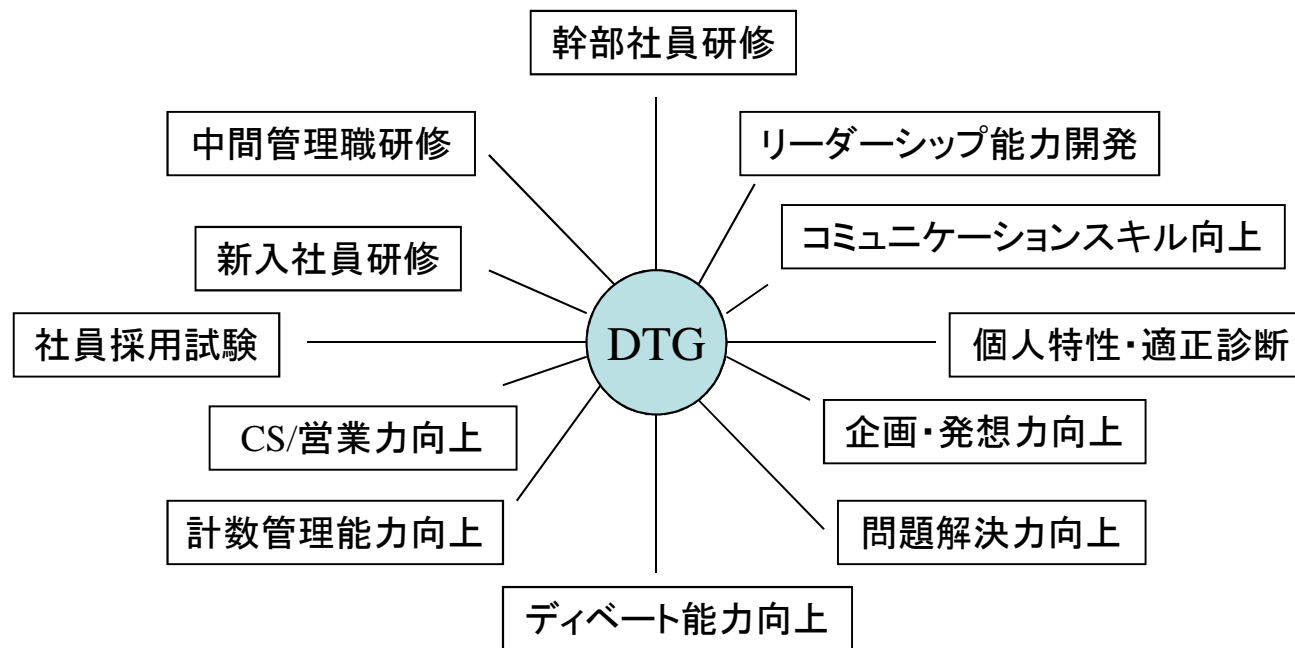 幹部社員研修
中間管理職研修
リーダーシップ能力開発
新入社員研修
コミュニケーションスキル向上
社員採用試験
DTG
個人特性・適正診断
CS/営業力向上
企画・発想力向上
計数管理能力向上
問題解決力向上
ディベート能力向上